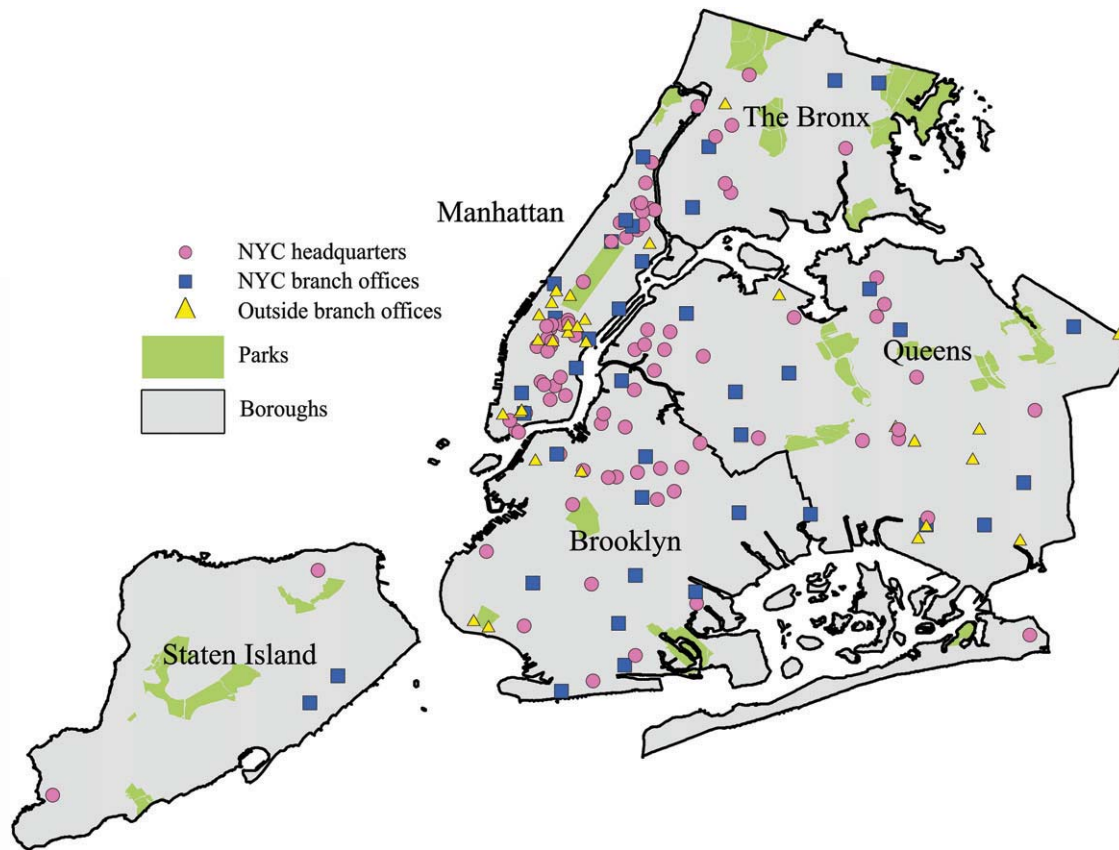 The Bronx
Manhattan
NYC headquarters
NYC branch offices
Outside branch offices
Parks
Boroughs
Queens
Brooklyn
Staten Island